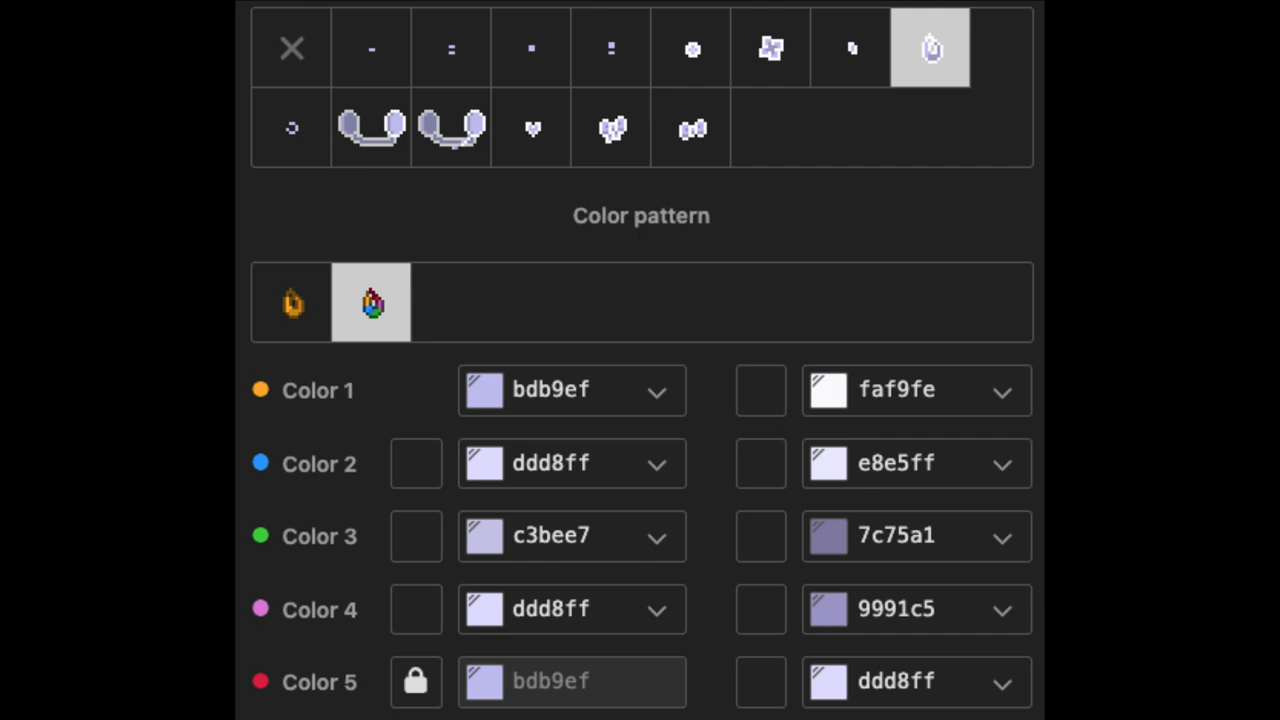 Color pattern
Color 1 bdb9ef faf9fe
Color 2 ddd8ff e8e5ff
Color 3 c3bee7 7c75a1
Color 4 ddd8ff 9991c5
Color 5 bdb9ef ddd8ff